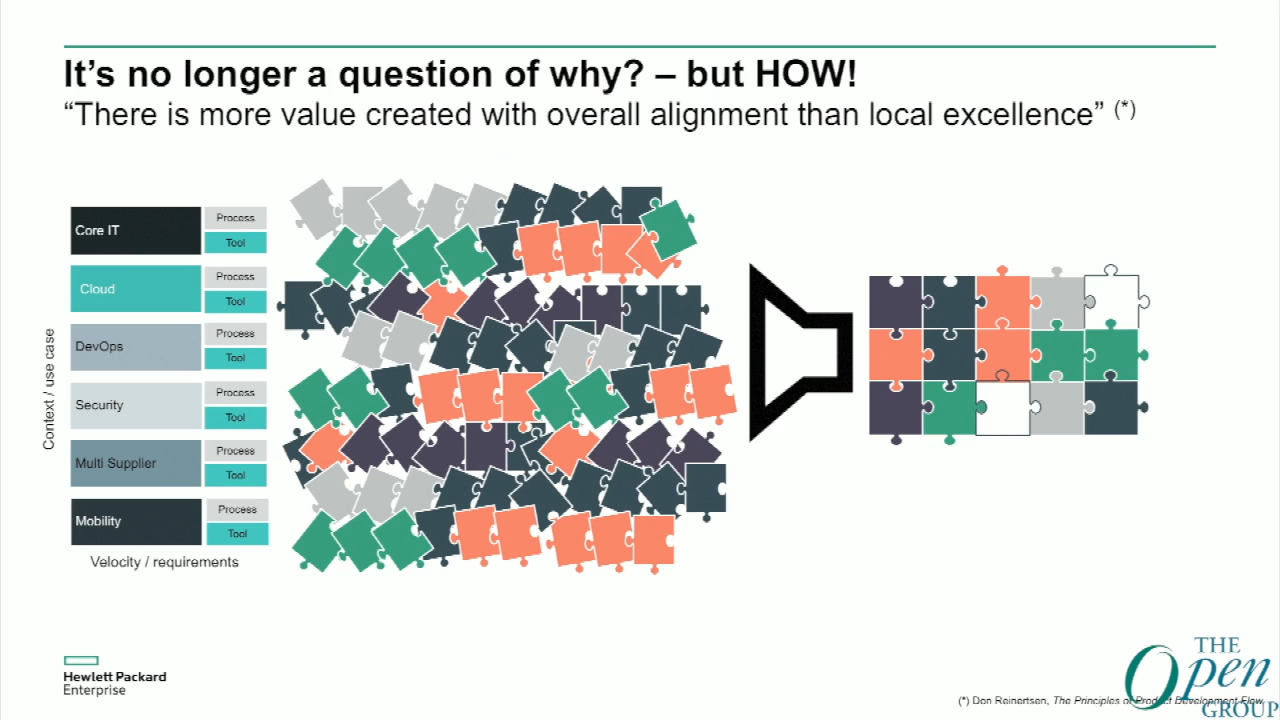 It’s no longer a question of why? – but HOW!
“There is more value created with overall alignment than local excellence” (*)
Context / use case
Core IT
Process
Tool
Cloud
Process
Tool
DevOps
Process
Tool
Security
Process
Tool
Multi Supplier
Process
Tool
Mobility
Process
Tool
Velocity / requirements
Hewlett Packard
Enterprise
(*) Don Reinertsen, The Principles of Product Development Flow
THE
Open
GROUP